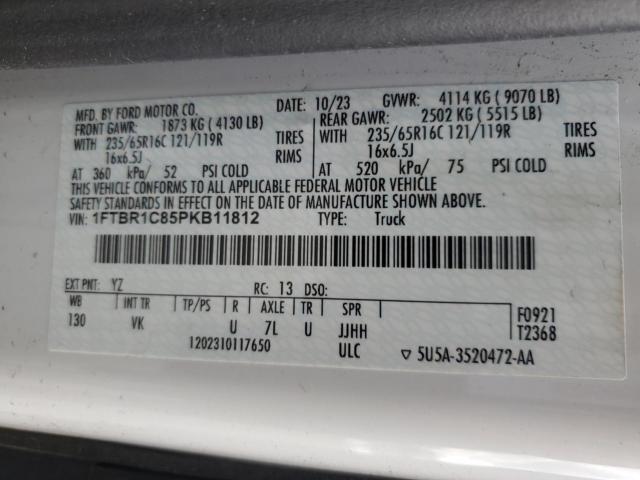 MFD. BY FORD MOTOR CO. DATE: 10/23 GVWR: 4114 KG ( 9070 LB)
FRONT GAWR: 1873 KG ( 4130 LB) REAR GAWR: 2502 KG ( 5515 LB)
WITH 235/65R16C 121/119R TIRES WITH 235/65R16C 121/119R TIRES
16x6.5J RIMS 16x6.5J RIMS
AT 360 kPa/ 52 PSI COLD AT 520 kPa/ 75 PSI COLD
THIS VEHICLE CONFORMS TO ALL APPLICABLE FEDERAL MOTOR VEHICLE
SAFETY STANDARDS IN EFFECT ON THE DATE OF MANUFACTURE SHOWN ABOVE.
VIN: 1FTBR1C85PKB11812 TYPE: Truck
EXT PNT: YZ RC: 13 DSO:
WB INT TR TP/PS R AXLE TR SPR F0921
130 VK U 7L U JJHH T2368
1202310117650 ULC ▽ 5U5A-3520472-AA